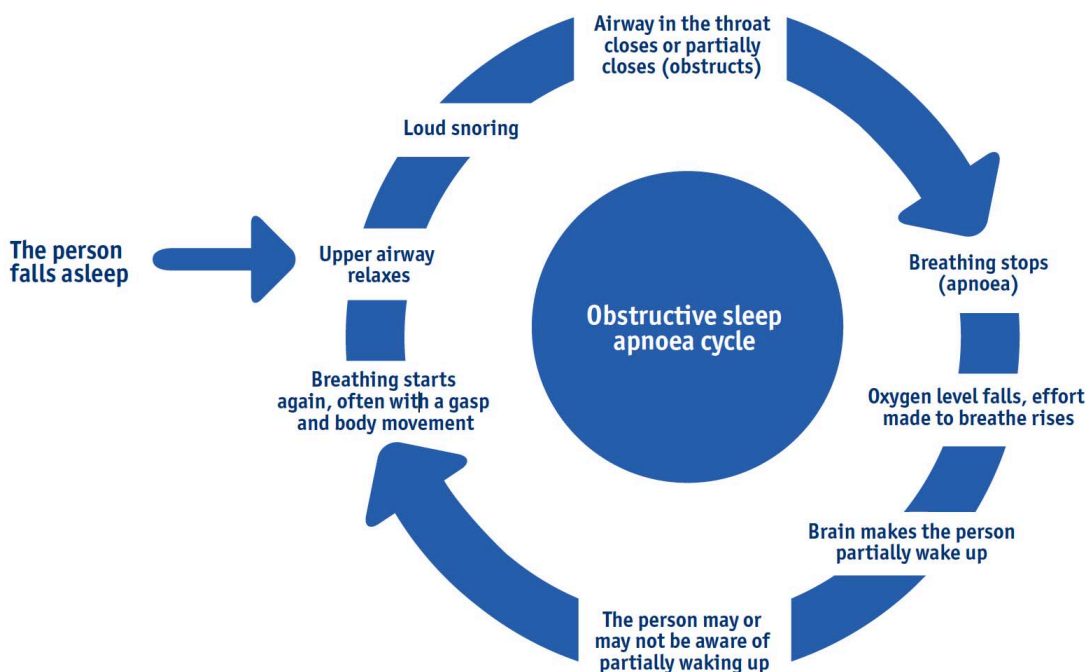 The person
falls asleep
Upper airway
relaxes
Loud snoring
Airway in the throat
closes or partially
closes (obstructs)
Breathing stops
(apnoea)
Oxygen level falls, effort
made to breathe rises
Brain makes the person
partially wake up
The person may or
may not be aware of
partially waking up
Breathing starts
again, often with a gasp
and body movement
Obstructive sleep
apnoea cycle